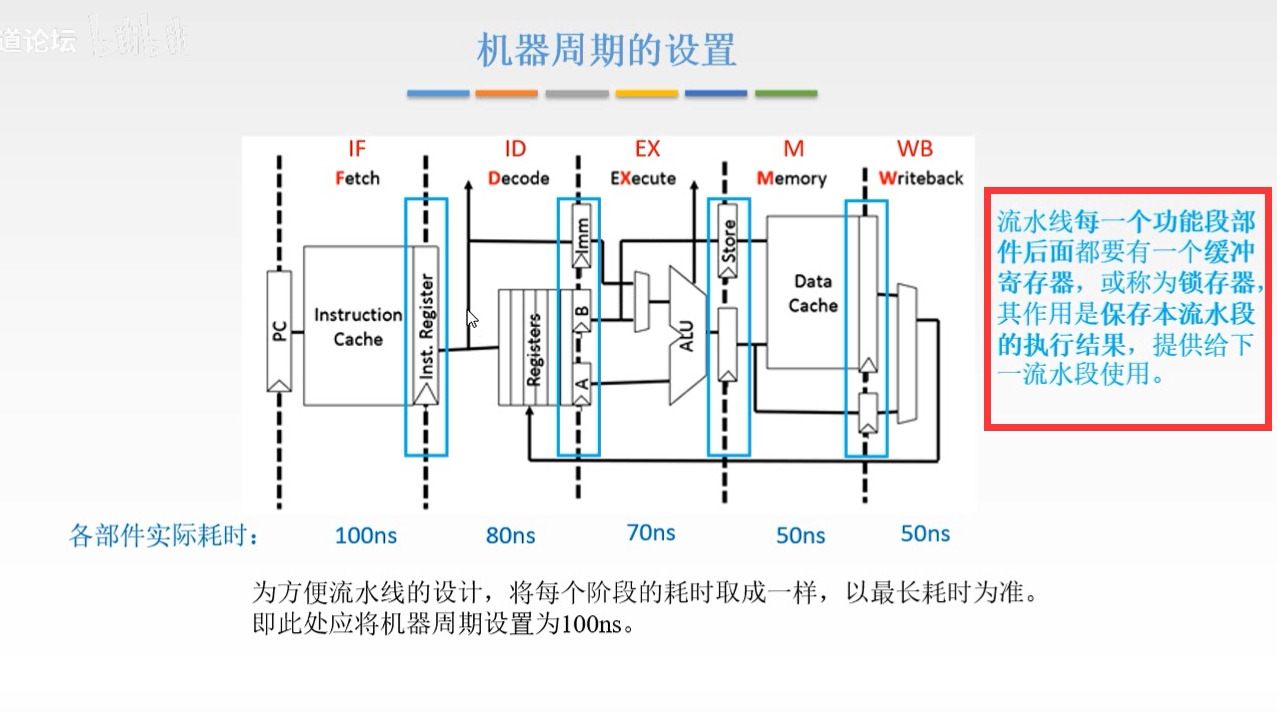 道论坛
机器周期的设置
IF ID EX M WB
Fetch Decode EXecute Memory Writeback
PC
Instruction
Cache
Inst. Register
Registers
Imm
B
A
ALU
Store
Data
Cache
流水线每一个功能段部
件后面都要有一个缓冲
寄存器，或称为锁存器，
其作用是保存本流水段
的执行结果，提供给下
一流水段使用。
各部件实际耗时： 100ns 80ns 70ns 50ns 50ns
为方便流水线的设计，将每个阶段的耗时取成一样，以最长耗时为准。
即此处应将机器周期设置为100ns。